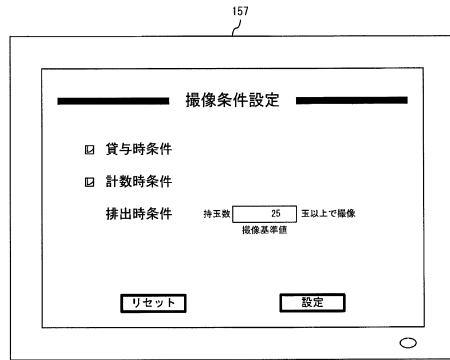 157
撮像条件設定
貸与時条件
計数時条件
排出時条件 持玉数 25 玉以上で撮像
撮像基準値
リセット 設定